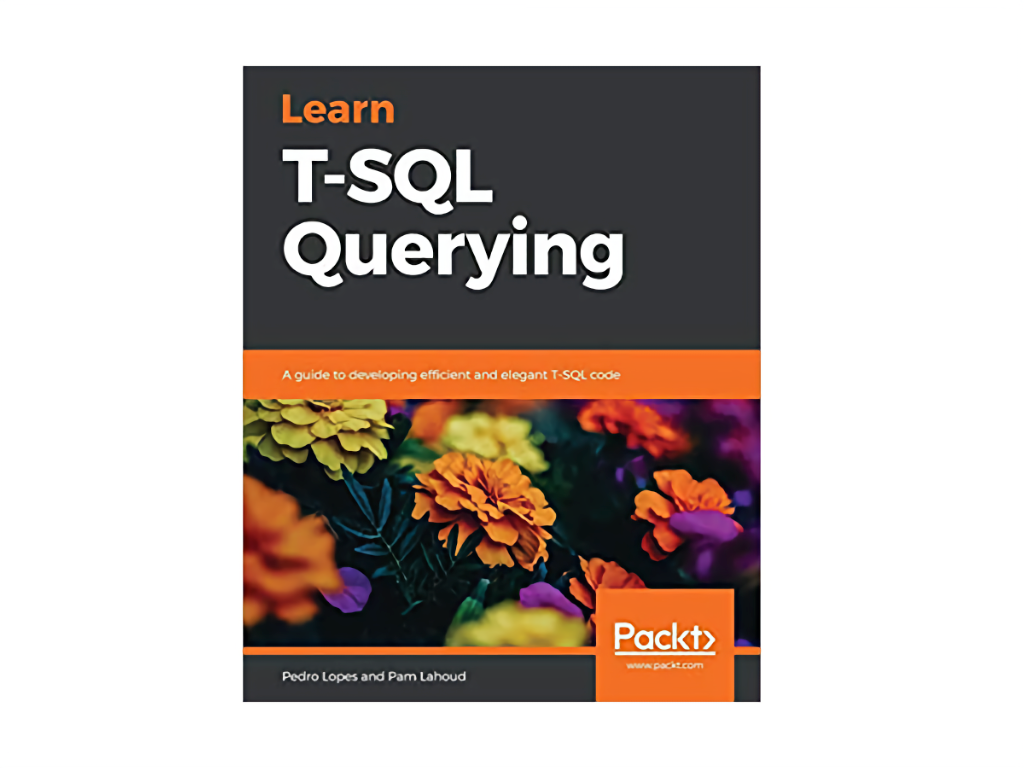 Learn
T-SQL
Querying
A guide to developing efficient and elegant T-SQL code
Packt>
www.packt.com
Pedro Lopes and Pam Lahoud